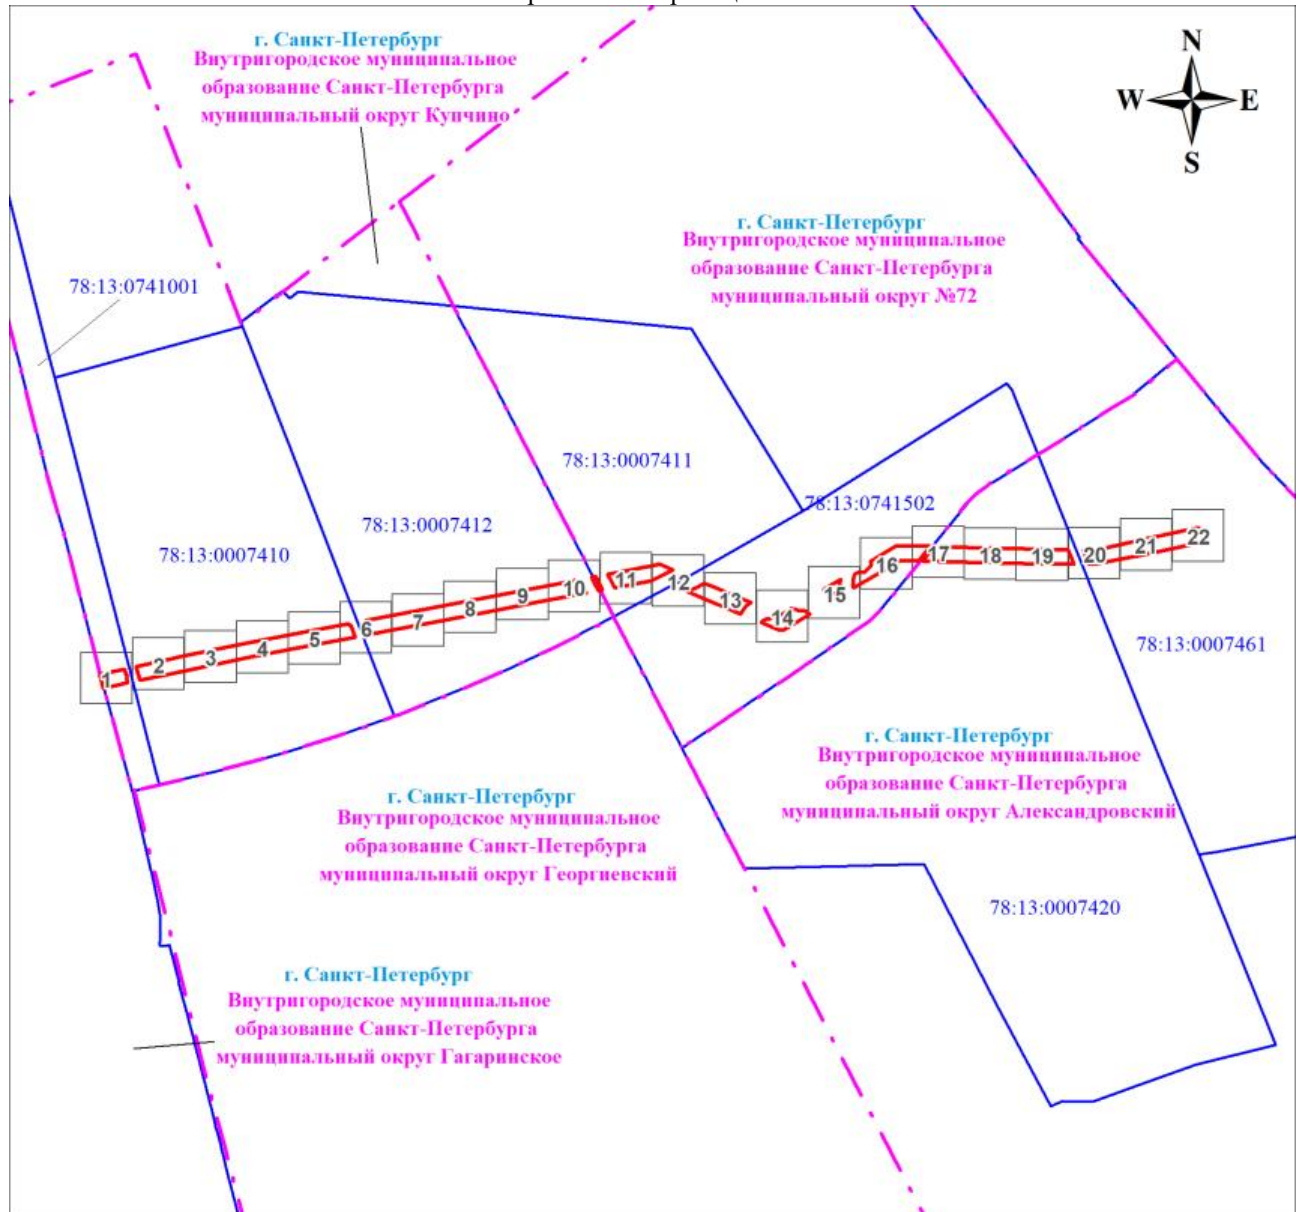 г. Санкт-Петербург
Внутригородское муниципальное
образование Санкт-Петербурга
муниципальный округ Купчино
N
W E
S
г. Санкт-Петербург
Внутригородское муниципальное
образование Санкт-Петербурга
муниципальный округ №72
78:13:0741001
78:13:0007411
78:13:0741502
78:13:0007412
78:13:0007410
1
2
3
4
5
6
7
8
9
10
11
12
13
14
15
16
17
18
19
20
21
22
78:13:0007461
г. Санкт-Петербург
Внутригородское муниципальное
образование Санкт-Петербурга
муниципальный округ Александровский
г. Санкт-Петербург
Внутригородское муниципальное
образование Санкт-Петербурга
муниципальный округ Георгиевский
78:13:0007420
г. Санкт-Петербург
Внутригородское муниципальное
образование Санкт-Петербурга
муниципальный округ Гагаринское